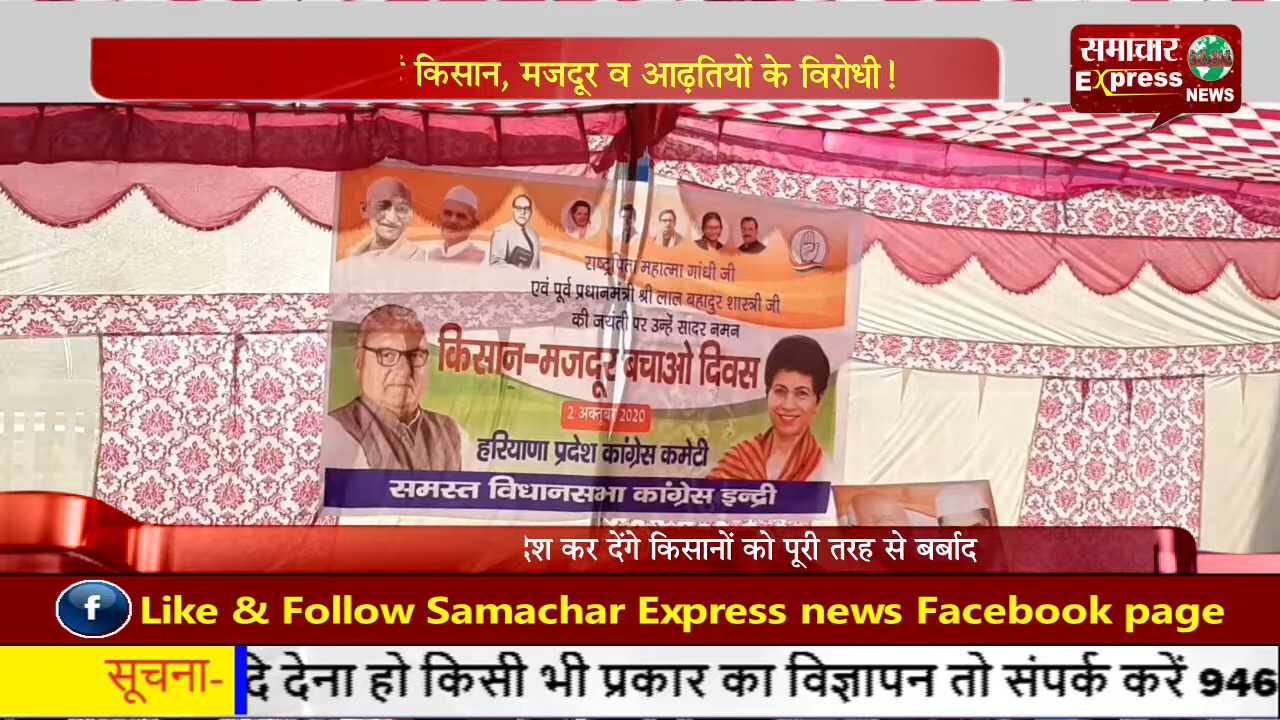 किसान, मजदूर व आढ़तियों के विरोधी!
समाचार
Express
NEWS
राष्ट्रपिता महात्मा गांधी जी
एवं पूर्व प्रधानमंत्री श्री लाल बहादुर शास्त्री जी
की जयंती पर उन्हें सादर नमन
किसान-मजदूर बचाओ दिवस
2 अक्तूबर 2020
हरियाणा प्रदेश कांग्रेस कमेटी
समस्त विधानसभा कांग्रेस इन्द्री
कर देंगे किसानों को पूरी तरह से बर्बाद
f Like & Follow Samachar Express news Facebook page
सूचना- दि देना हो किसी भी प्रकार का विज्ञापन तो संपर्क करें 946